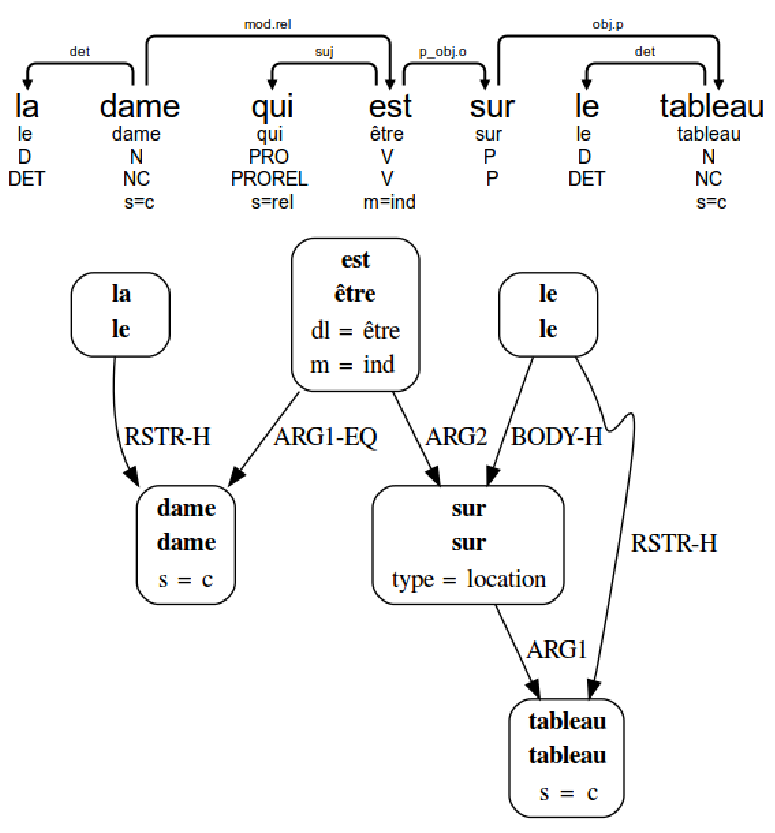 mod.rel obj.p
det suj p_obj.o det
la dame qui est sur le tableau
le dame qui être sur le tableau
D N PRO V P D N
DET NC PROREL V P DET NC
s=c s=rel m=ind s=c
est
être
dl = être
m = ind
la
le
le
le
RSTR-H ARG1-EQ ARG2 BODY-H
dame
dame
s = c
sur
sur
type = location
RSTR-H
ARG1
tableau
tableau
s = c